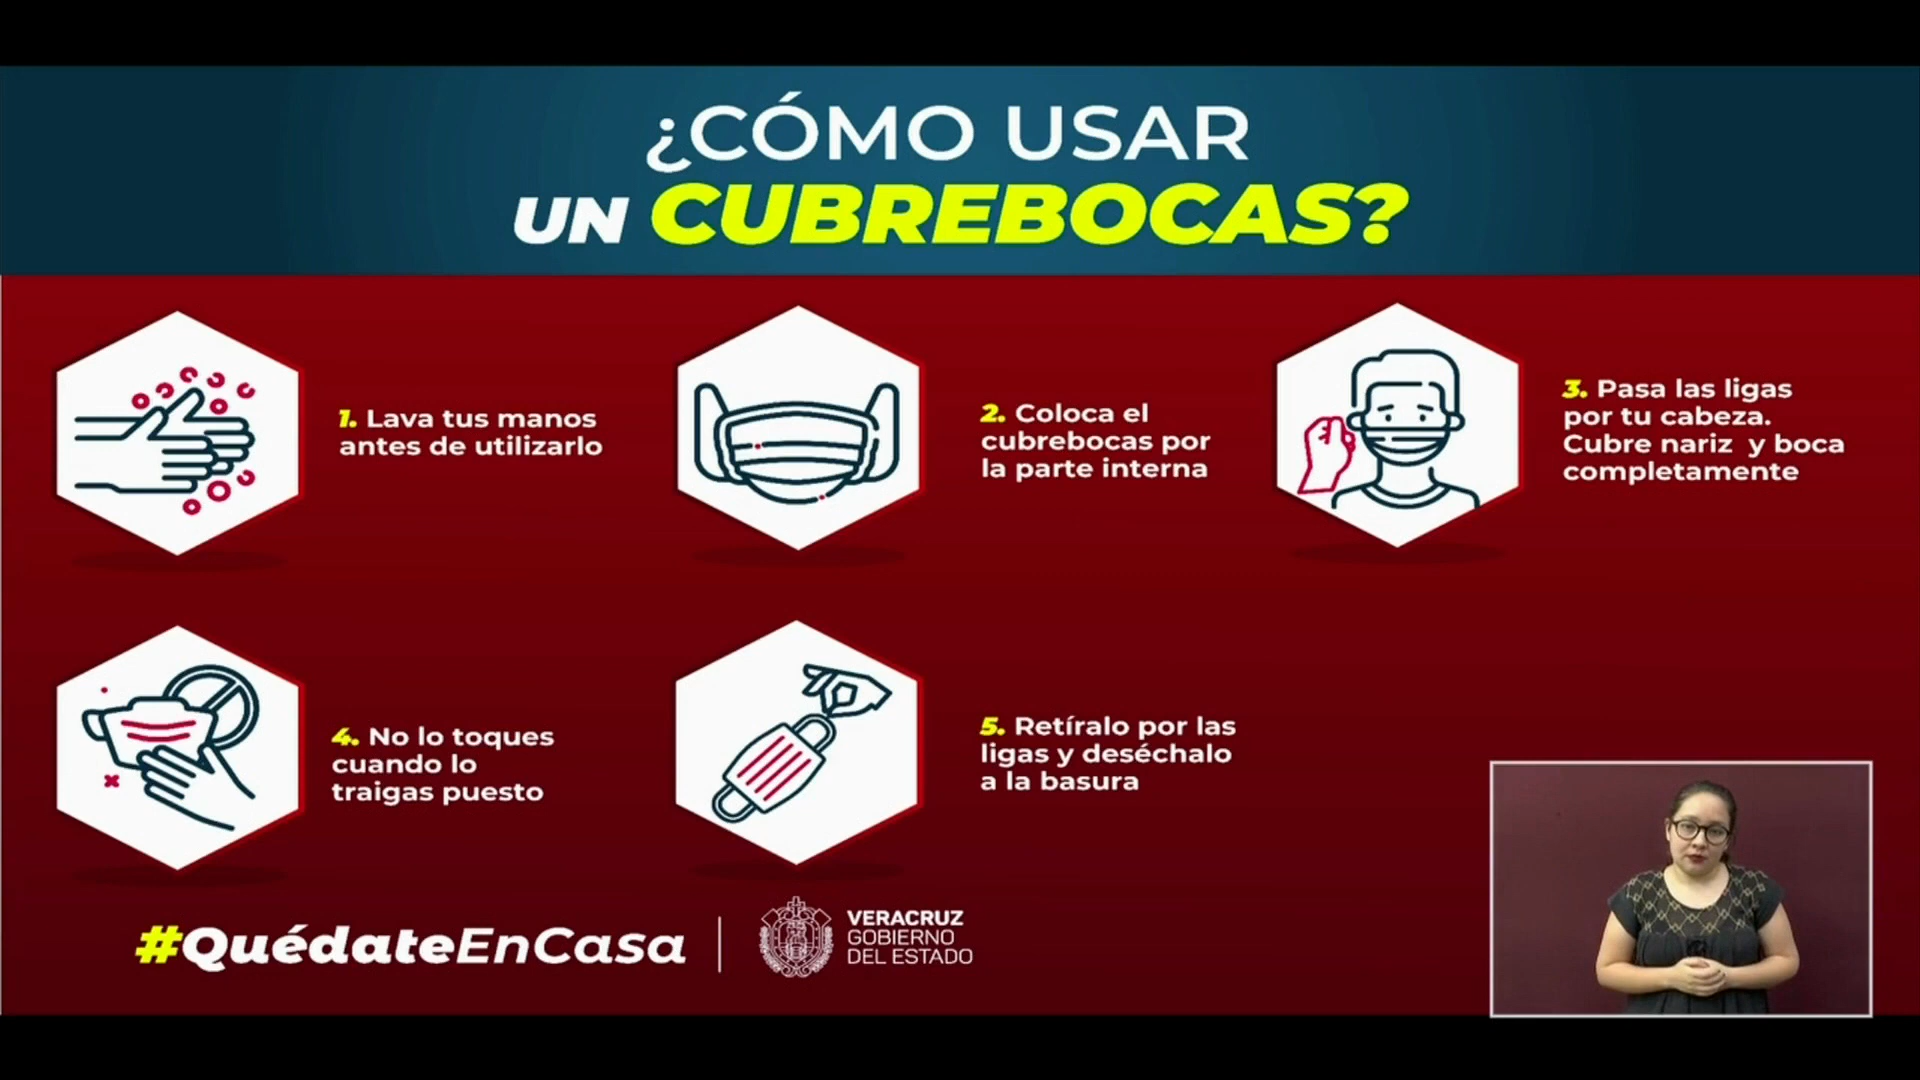 ¿CÓMO USAR
UN CUBREBOCAS?
1. Lava tus manos
antes de utilizarlo
2. Coloca el
cubrebocas por
la parte interna
3. Pasa las ligas
por tu cabeza.
Cubre nariz y boca
completamente
4. No lo toques
cuando lo
traigas puesto
5. Retíralo por las
ligas y deséchalo
a la basura
#QuédateEnCasa
VERACRUZ
GOBIERNO
DEL ESTADO